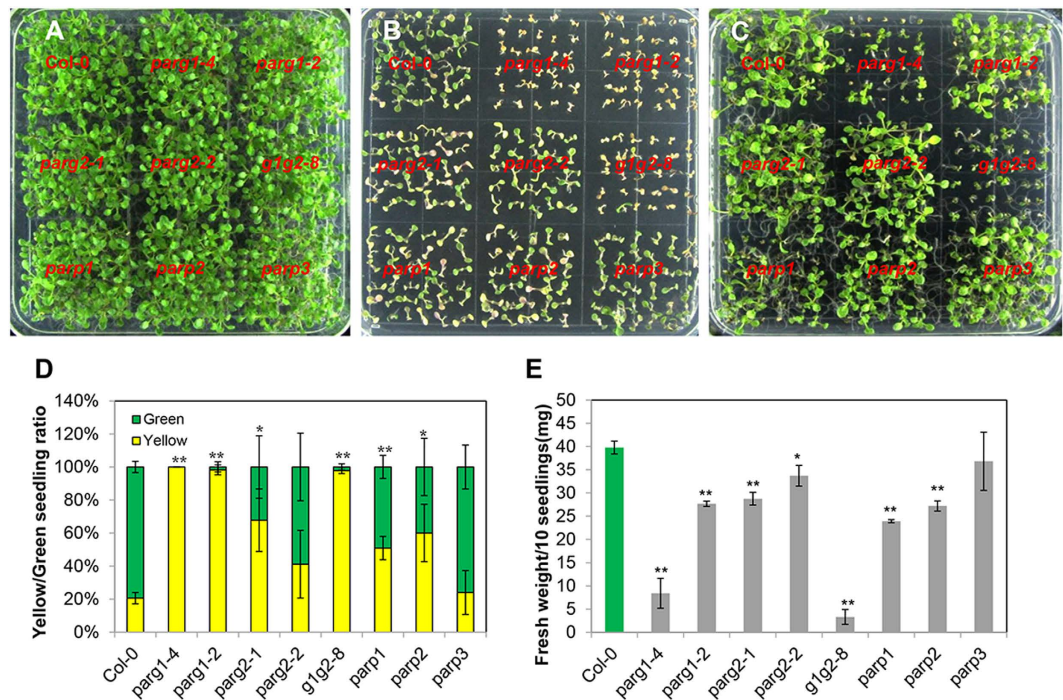 A
Col-0 parg1-4 parg1-2
parg2-1 parg2-2 g1g2-8
parp1 parp2 parp3
B
Col-0 parg1-4 parg1-2
parg2-1 parg2-2 g1g2-8
parp1 parp2 parp3
C
Col-0 parg1-4 parg1-2
parg2-1 parg2-2 g1g2-8
parp1 parp2 parp3
D
Yellow/Green seedling ratio
140%
120%
100%
80%
60%
40%
20%
0%
Green
Yellow
** ** * ** ** *
Col-0 parg1-4 parg1-2 parg2-1 parg2-2 g1g2-8 parp1 parp2 parp3
E
Fresh weight/10 seedlings(mg)
50
45
40
35
30
25
20
15
10
5
0
** ** ** * ** ** **
Col-0 parg1-4 parg1-2 parg2-1 parg2-2 g1g2-8 parp1 parp2 parp3